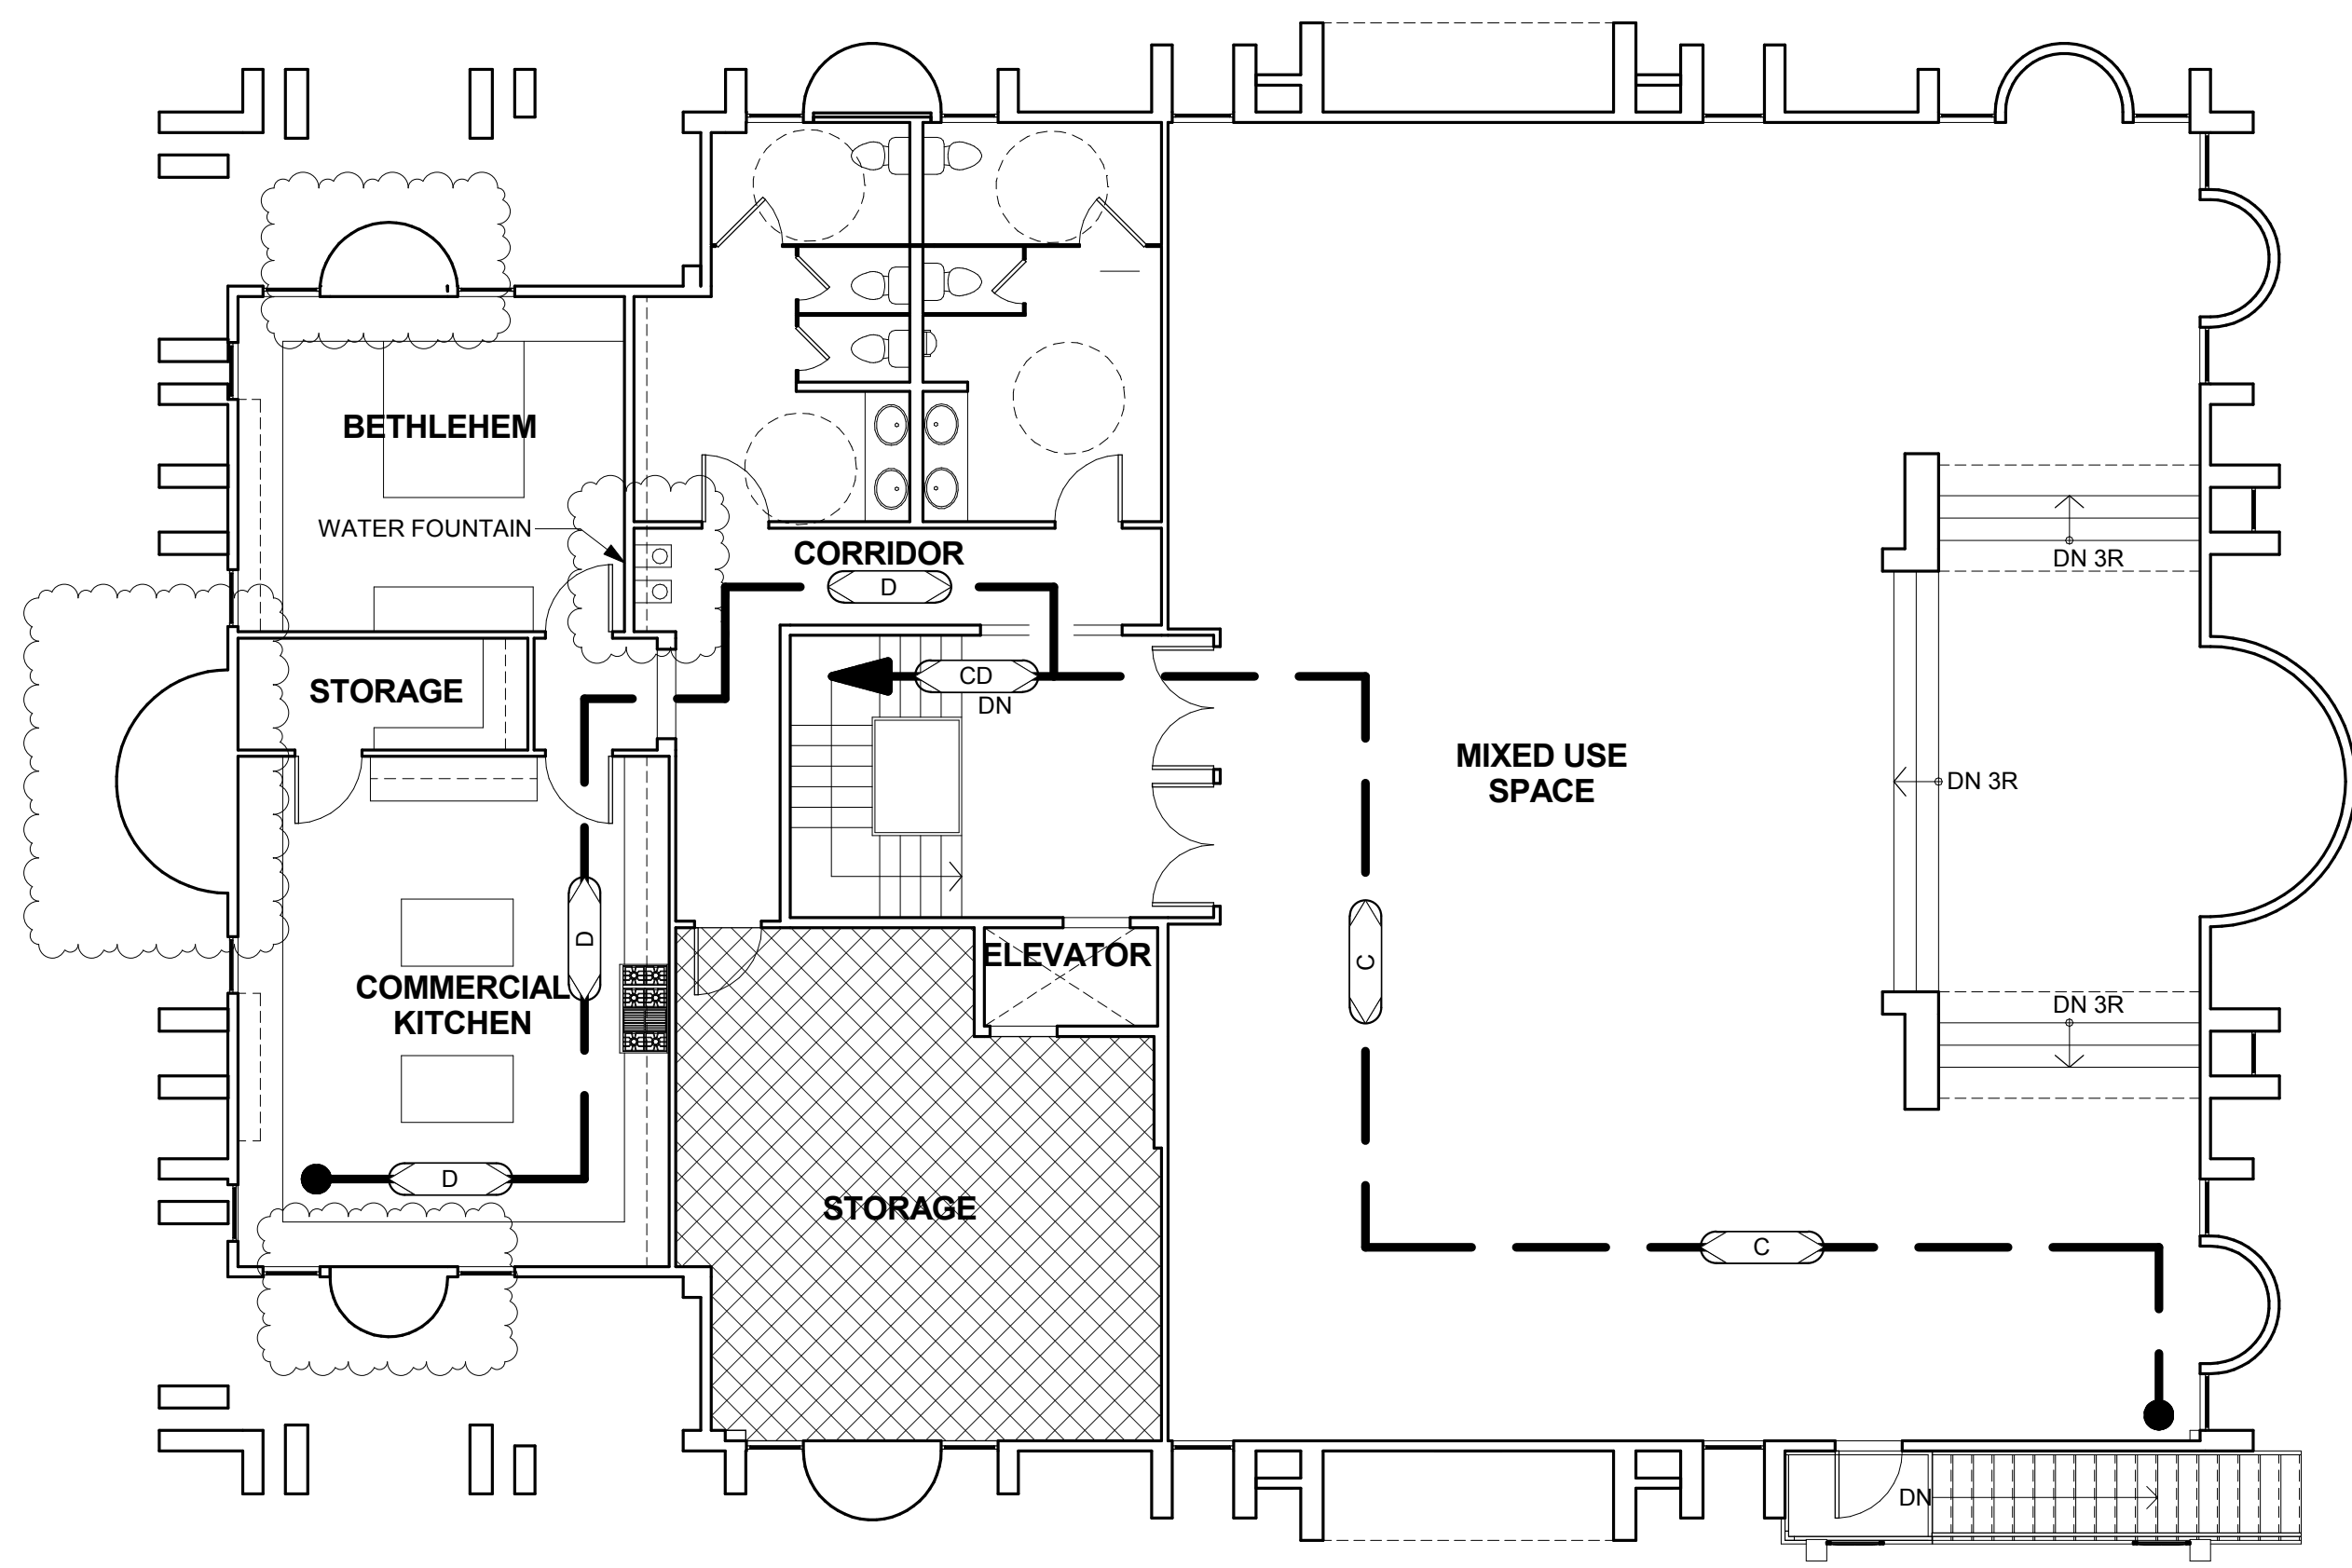 BETHLEHEM
WATER FOUNTAIN
CORRIDOR
D
DN 3R
STORAGE
CD
DN
MIXED USE
SPACE
DN 3R
D
ELEVATOR
C
COMMERCIAL
KITCHEN
DN 3R
D
STORAGE
C
DN